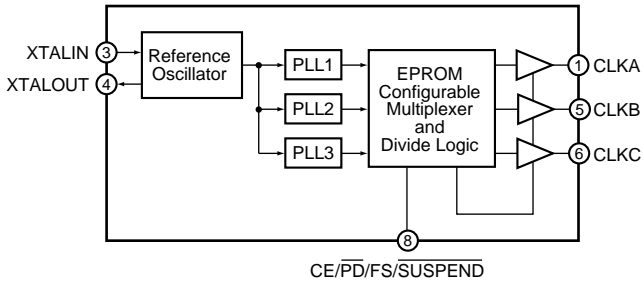 XTALIN 3
XTALOUT 4
Reference
Oscillator
PLL1
PLL2
PLL3
EPROM
Configurable
Multiplexer
and
Divide Logic
1 CLKA
5 CLKB
6 CLKC
8
CE/PD/FS/SUSPEND